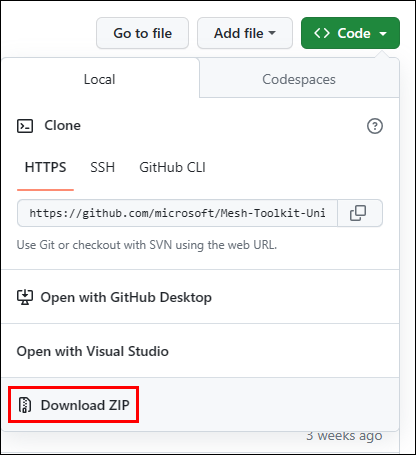 Go to file Add file <> Code
Local Codespaces
Clone
HTTPS SSH GitHub CLI
https://github.com/microsoft/Mesh-Toolkit-Uni
Use Git or checkout with SVN using the web URL.
Open with GitHub Desktop
Open with Visual Studio
Download ZIP
3 weeks ago